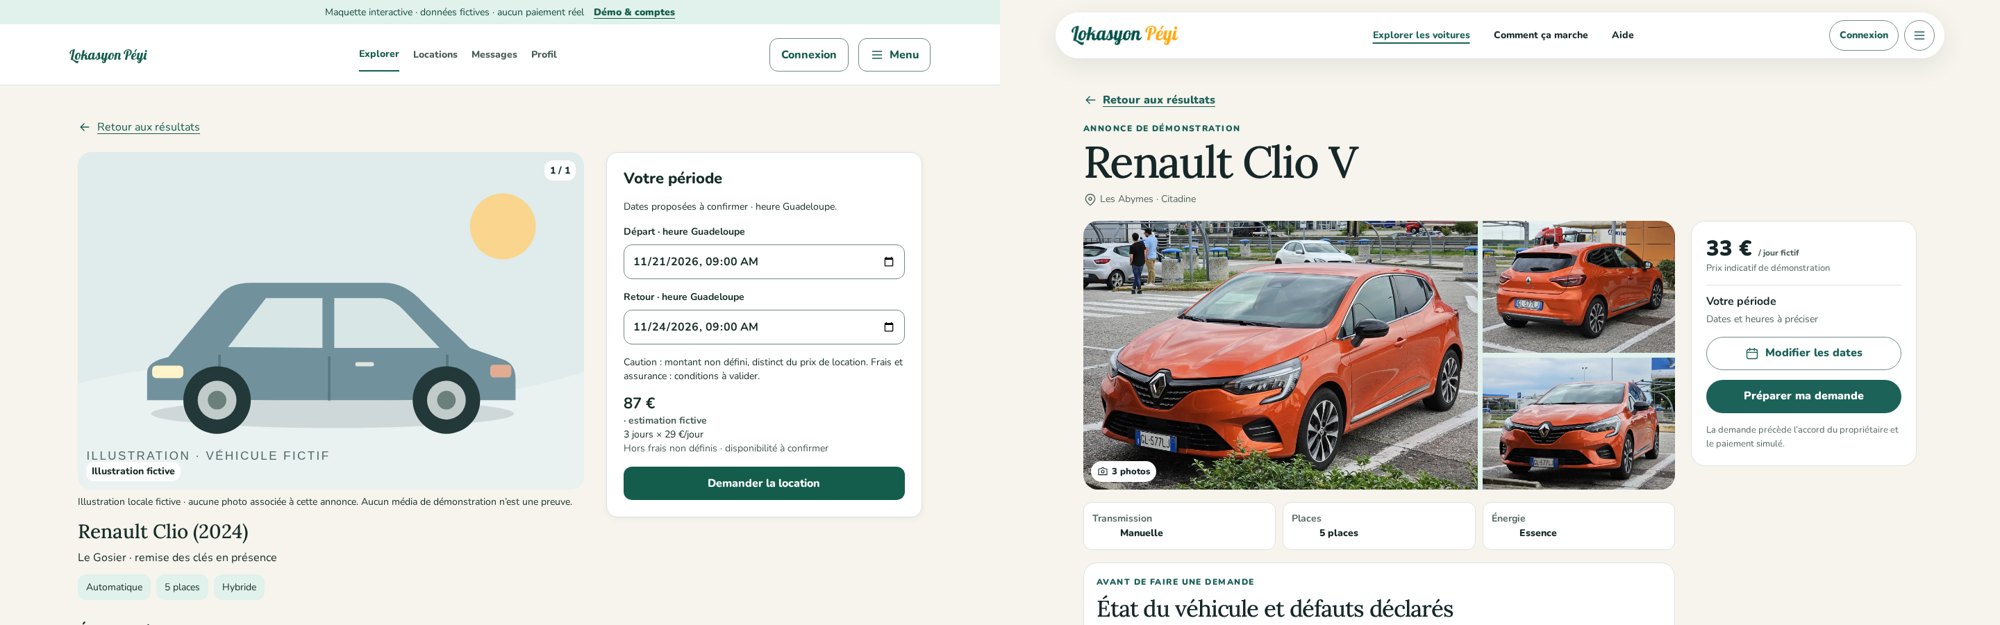 Maquette interactive · données fictives · aucun paiement réel Démo & comptes
Lokasyon Péyi
Explorer Locations Messages Profil
Connexion
Menu
Retour aux résultats
1 / 1
ILLUSTRATION · VÉHICULE FICTIF
Illustration fictive
Illustration locale fictive · aucune photo associée à cette annonce. Aucun média de démonstration n'est une preuve.
Renault Clio (2024)
Le Gosier · remise des clés en présence
Automatique
5 places
Hybride
Votre période
Dates proposées à confirmer · heure Guadeloupe.
Départ · heure Guadeloupe
11/21/2026, 09:00 AM
Retour · heure Guadeloupe
11/24/2026, 09:00 AM
Caution : montant non défini, distinct du prix de location. Frais et
assurance : conditions à valider.
87 €
· estimation fictive
3 jours × 29 €/jour
Hors frais non définis · disponibilité à confirmer
Demander la location
Lokasyon Péyi
Explorer les voitures Comment ça marche Aide
Connexion
Retour aux résultats
ANNONCE DE DÉMONSTRATION
Renault Clio V
Les Abymes · Citadine
3 photos
Transmission
Manuelle
Places
5 places
Énergie
Essence
AVANT DE FAIRE UNE DEMANDE
État du véhicule et défauts déclarés
33 € / jour fictif
Prix indicatif de démonstration
Votre période
Dates et heures à préciser
Modifier les dates
Préparer ma demande
La demande précède l'accord du propriétaire et
le paiement simulé.